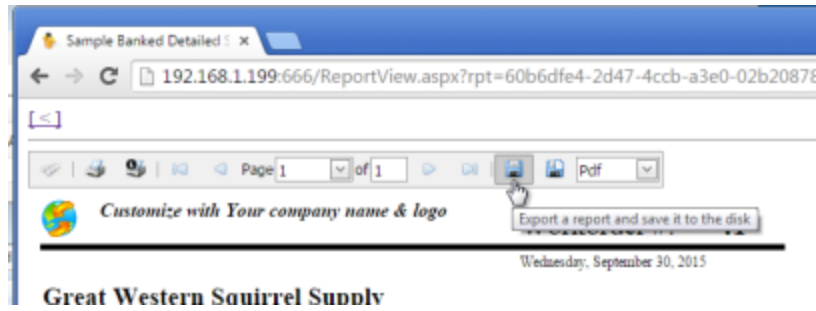 Sample Banked Detailed S
192.168.1.199:666/ReportView.aspx?rpt=60b6dfe4-2d47-4ccb-a3e0-02b20878
[ < ]
Page 1 of 1 Pdf
Customize with Your company name & logo
Export a report and save it to the disk
Wednesday, September 30, 2015
Great Western Squirrel Supply